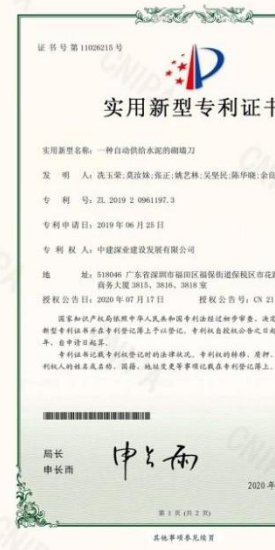 证书号第11026215号
实用新型专利证书
实用新型名称：一种自动供给水泥的砌墙刀
发 明 人：冼玉荣;莫汝妹;张正;姚艺林;吴坚民;陈华晓;余良
专 利 号：ZL 2019 2 0961197.3
专利申请日：2019年06月25日
专 利 权 人：中建深业建设发展有限公司
地 址：518046 广东省深圳市福田区福保街道保税区市花路
商务大厦3815、3816、3818室
授权公告日：2020年07月17日 授权公告号：CN 21
国家知识产权局依照中华人民共和国专利法经过初步审查，决定
新型专利证书并在专利登记簿上予以登记。专利权自授权公告之日起
年，自申请日起算。
专利证书记载专利权登记时的法律状况。专利权的转移、质押、
利权人的姓名或名称、国籍、地址变更等事项记载在专利登记簿上。
局长
申长雨
申长雨
2020年
第 1 页 (共 2 页)
其他事项参见续页